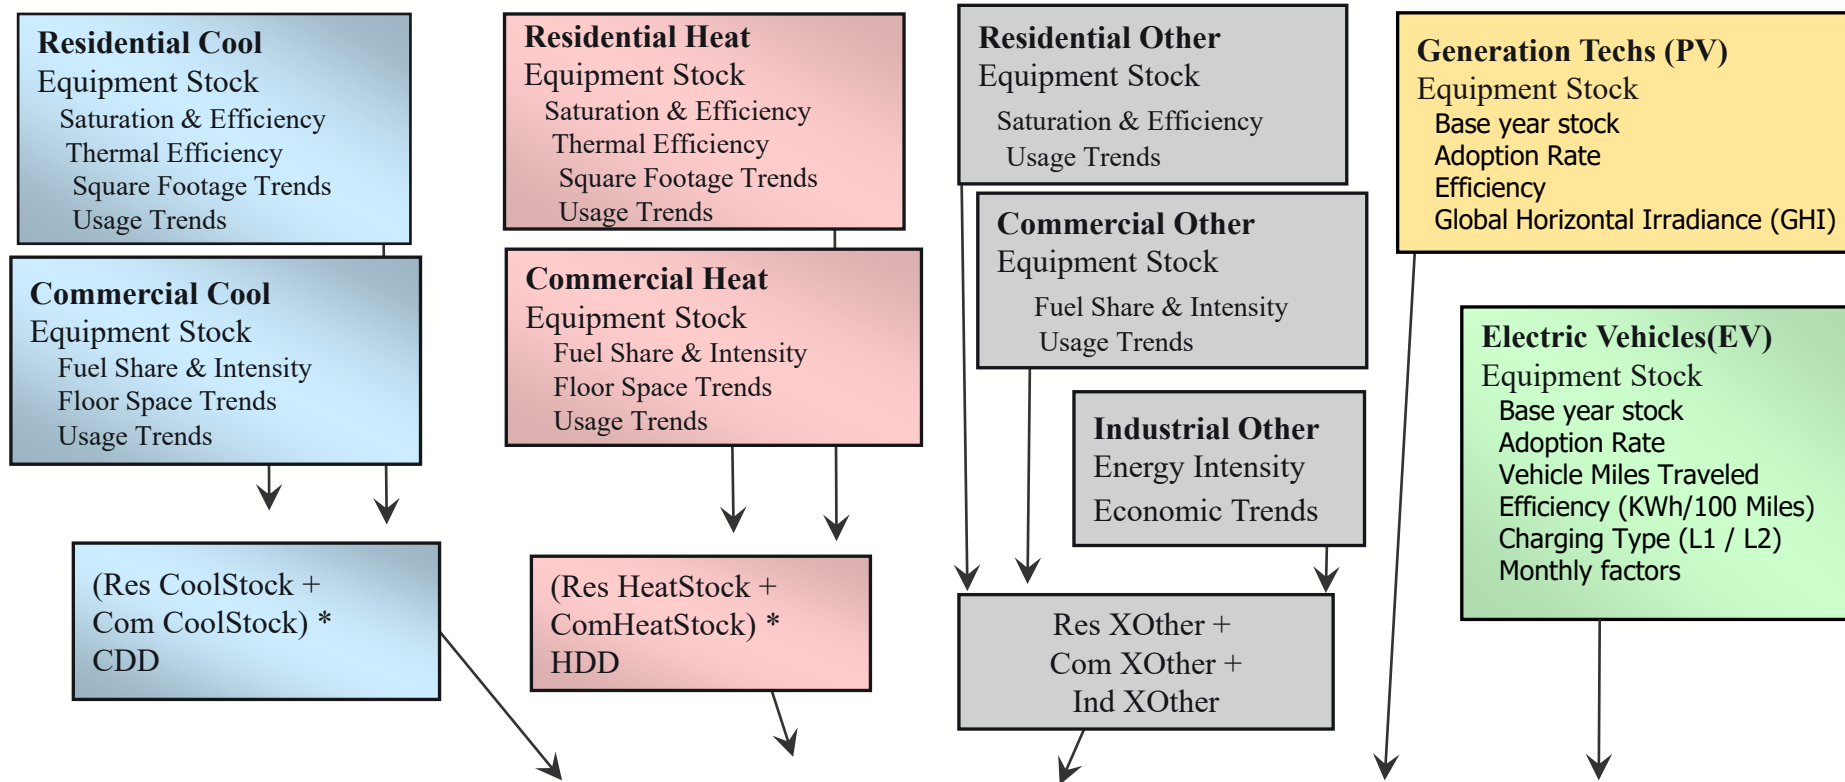 Residential Cool
Equipment Stock
Saturation & Efficiency
Thermal Efficiency
Square Footage Trends
Usage Trends
Commercial Cool
Equipment Stock
Fuel Share & Intensity
Floor Space Trends
Usage Trends
(Res CoolStock +
Com CoolStock) *
CDD
Residential Heat
Equipment Stock
Saturation & Efficiency
Thermal Efficiency
Square Footage Trends
Usage Trends
Commercial Heat
Equipment Stock
Fuel Share & Intensity
Floor Space Trends
Usage Trends
(Res HeatStock +
ComHeatStock) *
HDD
Residential Other
Equipment Stock
Saturation & Efficiency
Usage Trends
Commercial Other
Equipment Stock
Fuel Share & Intensity
Usage Trends
Industrial Other
Energy Intensity
Economic Trends
Res XOther +
Com XOther +
Ind XOther
Generation Techs (PV)
Equipment Stock
Base year stock
Adoption Rate
Efficiency
Global Horizontal Irradiance (GHI)
Electric Vehicles(EV)
Equipment Stock
Base year stock
Adoption Rate
Vehicle Miles Traveled
Efficiency (KWh/100 Miles)
Charging Type (L1 / L2)
Monthly factors